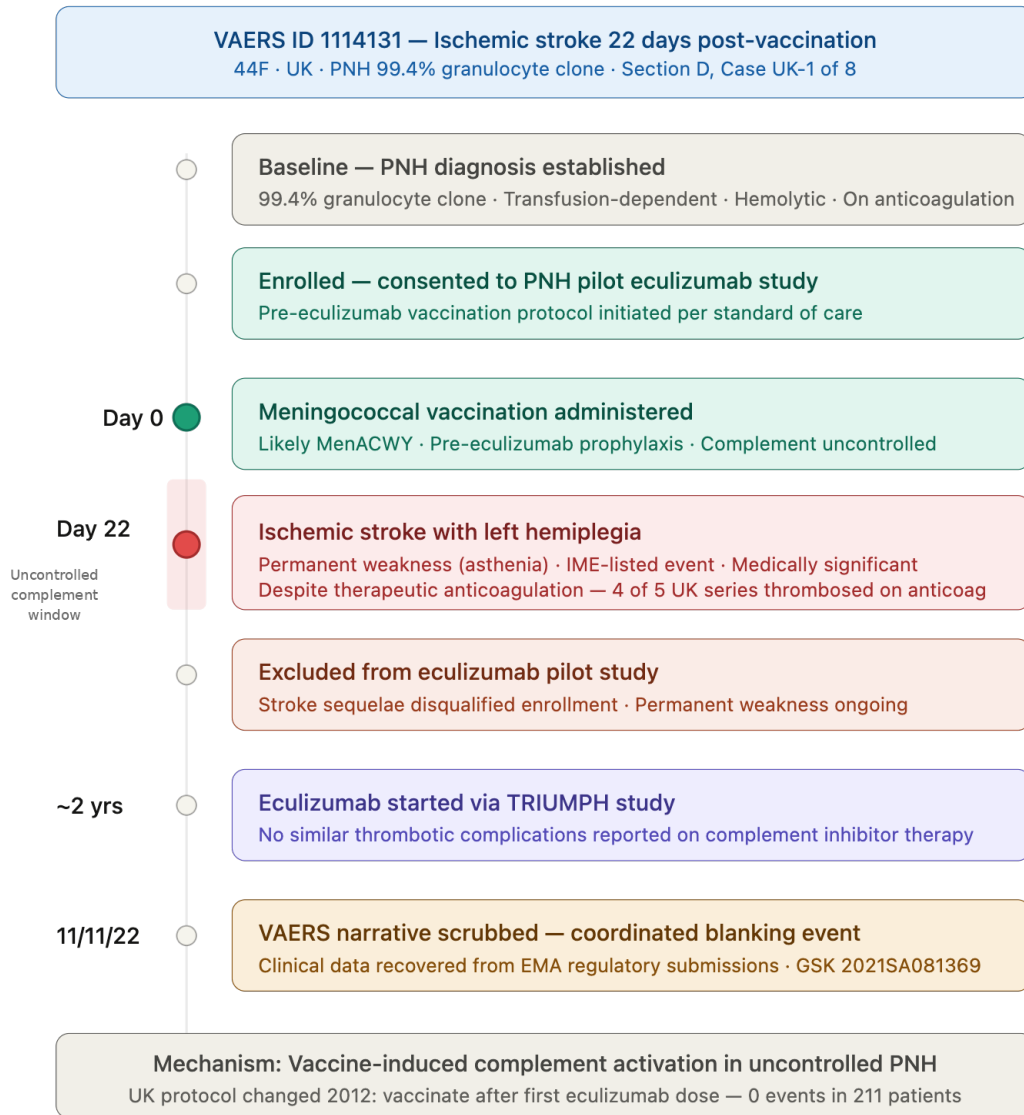 VAERS ID 1114131 — Ischemic stroke 22 days post-vaccination
44F · UK · PNH 99.4% granulocyte clone · Section D, Case UK-1 of 8
Baseline — PNH diagnosis established
99.4% granulocyte clone · Transfusion-dependent · Hemolytic · On anticoagulation
Enrolled — consented to PNH pilot eculizumab study
Pre-eculizumab vaccination protocol initiated per standard of care
Day 0
Meningococcal vaccination administered
Likely MenACWY · Pre-eculizumab prophylaxis · Complement uncontrolled
Day 22
Uncontrolled
complement
window
Ischemic stroke with left hemiplegia
Permanent weakness (asthenia) · IME-listed event · Medically significant
Despite therapeutic anticoagulation — 4 of 5 UK series thrombosed on anticoag
Excluded from eculizumab pilot study
Stroke sequelae disqualified enrollment · Permanent weakness ongoing
~2 yrs
Eculizumab started via TRIUMPH study
No similar thrombotic complications reported on complement inhibitor therapy
11/11/22
VAERS narrative scrubbed — coordinated blanking event
Clinical data recovered from EMA regulatory submissions · GSK 2021SA081369
Mechanism: Vaccine-induced complement activation in uncontrolled PNH
UK protocol changed 2012: vaccinate after first eculizumab dose — 0 events in 211 patients